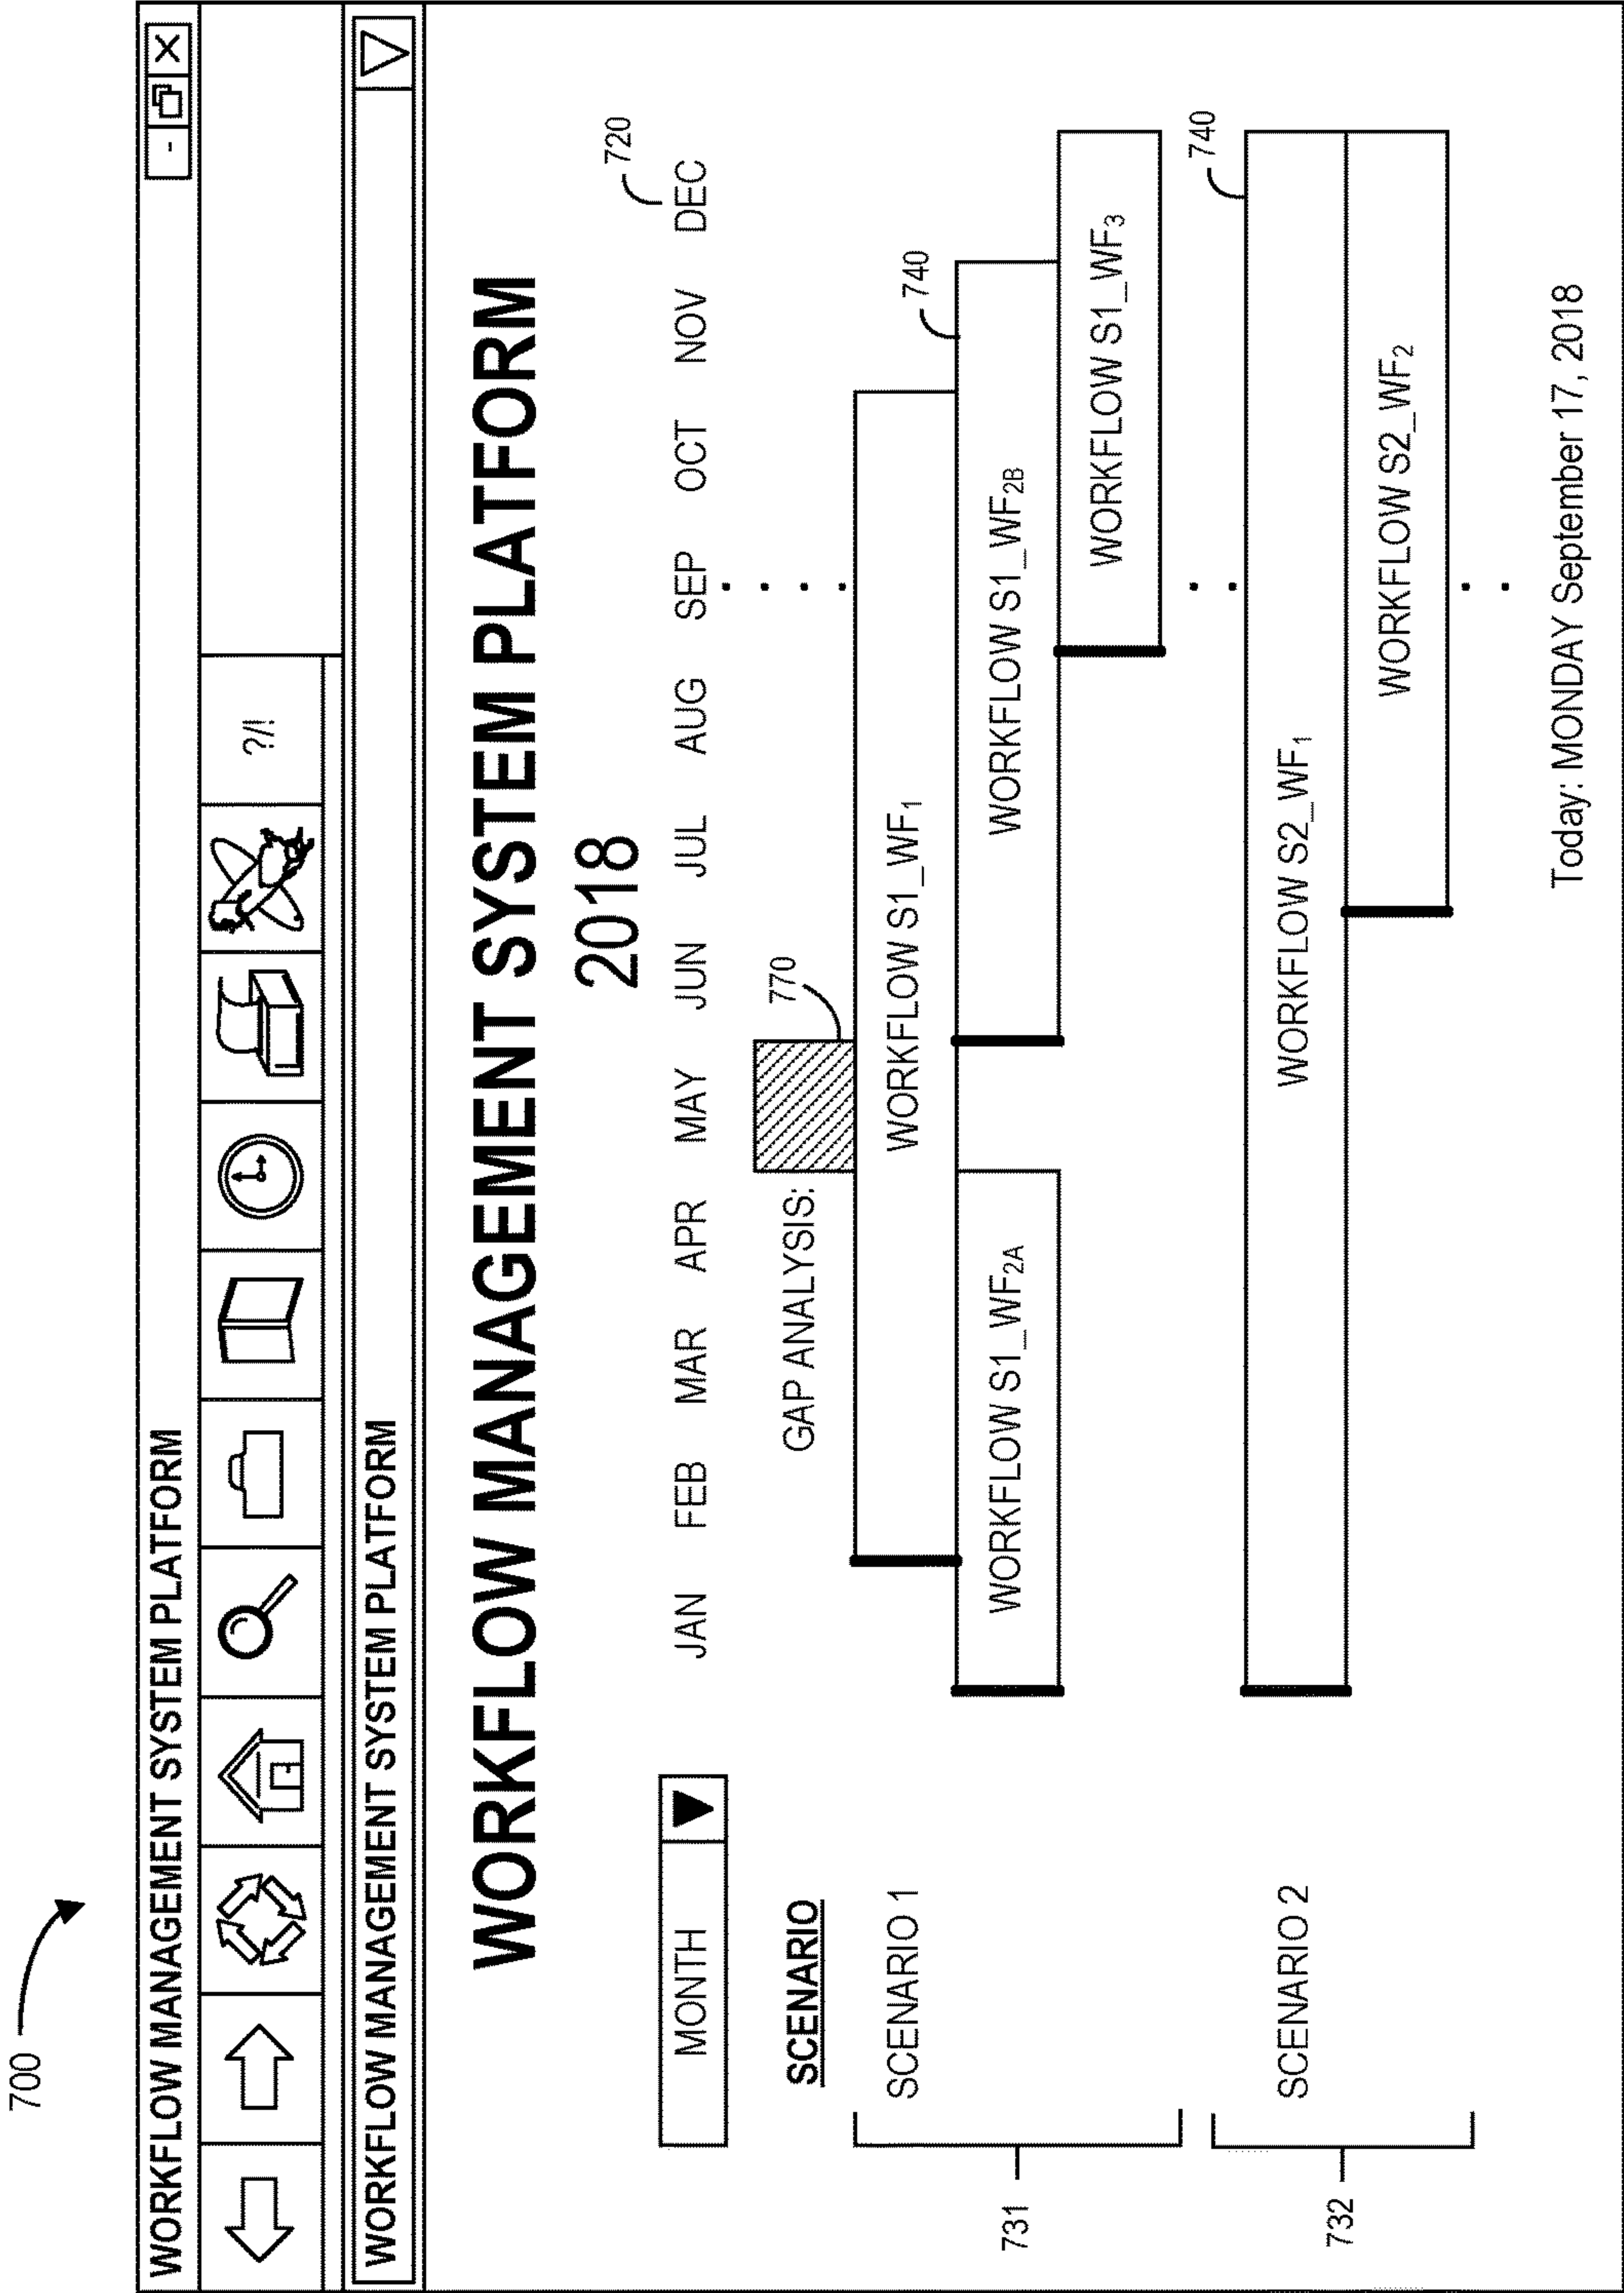 700
WORKFLOW MANAGEMENT SYSTEM PLATFORM
- X
?/!
WORKFLOW MANAGEMENT SYSTEM PLATFORM
WORKFLOW MANAGEMENT SYSTEM PLATFORM
2018
720
MONTH JAN FEB MAR APR MAY JUN JUL AUG SEP OCT NOV DEC
770
SCENARIO GAP ANALYSIS:
SCENARIO 1 WORKFLOW S1_WF1
740
731 WORKFLOW S1_WF2A WORKFLOW S1_WF2B
WORKFLOW S1_WF3
740
SCENARIO 2 WORKFLOW S2_WF1
732
WORKFLOW S2_WF2
Today: MONDAY September 17, 2018